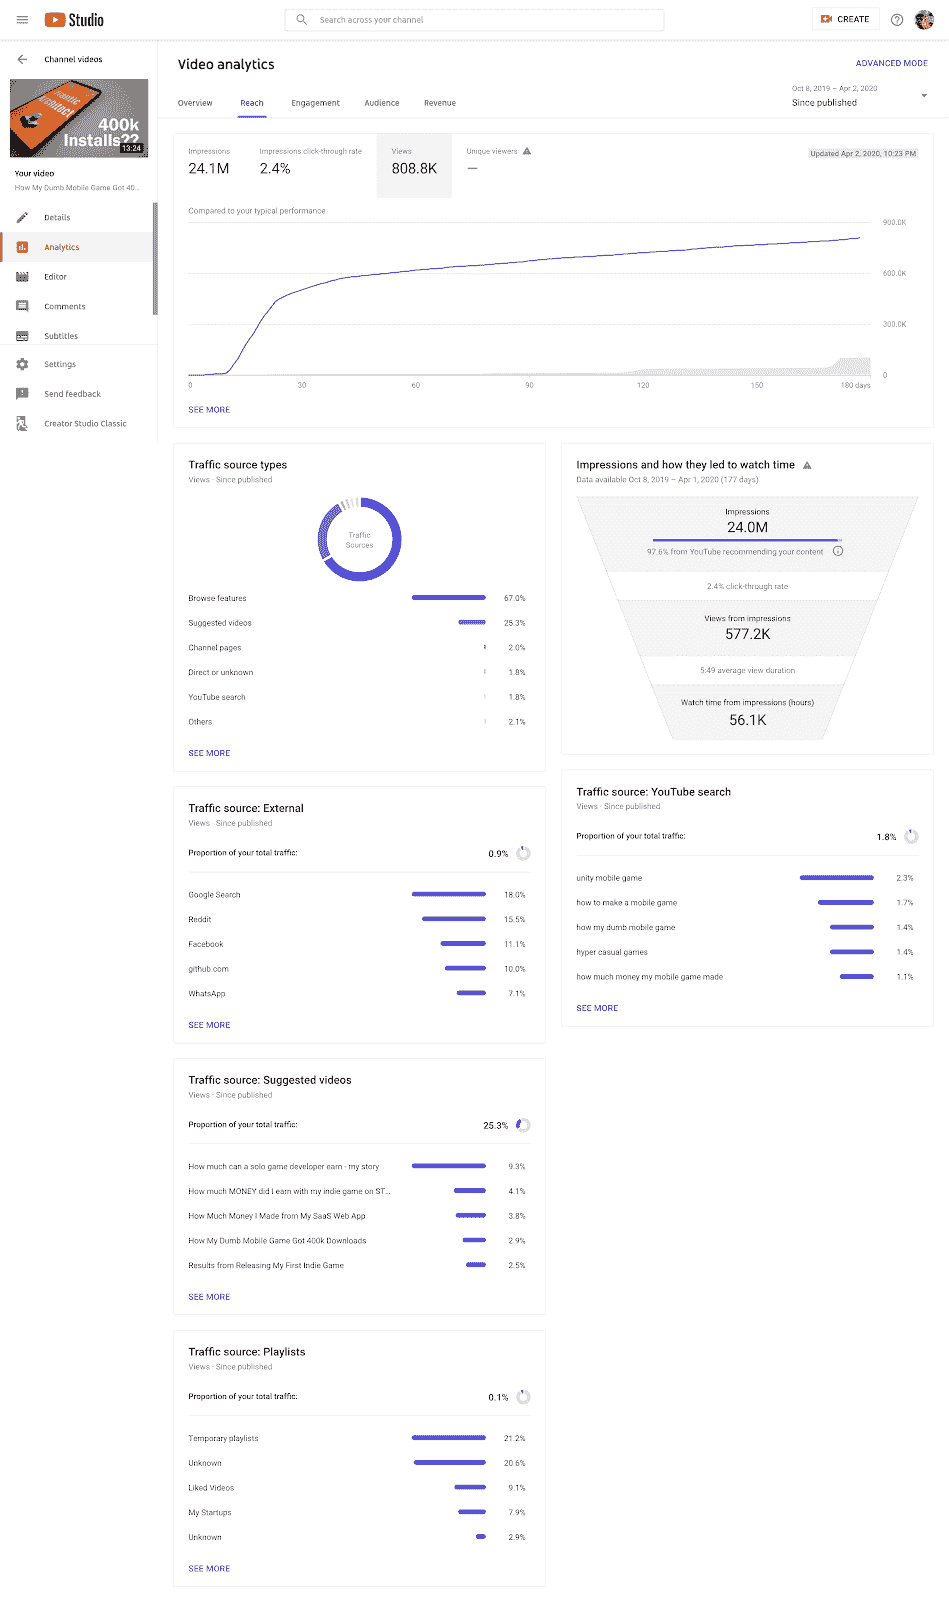 Studio
Search across your channel
CREATE
Channel videos
400k
Installs??
13:24
Your video
How My Dumb Mobile Game Got 40...
Details
Analytics
Editor
Comments
Subtitles
Settings
Send feedback
Creator Studio Classic
Video analytics
ADVANCED MODE
Overview
Reach
Engagement
Audience
Revenue
Oct 8, 2019 – Apr 2, 2020
Since published
Impressions
24.1M
Impressions click-through rate
2.4%
Views
808.8K
Unique viewers
—
Updated Apr 2, 2020, 10:23 PM
Compared to your typical performance
900.0K
600.0K
300.0K
0
0 30 60 90 120 150 180 days
SEE MORE
Traffic source types
Views · Since published
Traffic
Sources
Browse features 67.0%
Suggested videos 25.3%
Channel pages 2.0%
Direct or unknown 1.8%
YouTube search 1.8%
Others 2.1%
SEE MORE
Impressions and how they led to watch time
Data available Oct 8, 2019 – Apr 1, 2020 (177 days)
Impressions
24.0M
97.6% from YouTube recommending your content
2.4% click-through rate
Views from impressions
577.2K
5:49 average view duration
Watch time from impressions (hours)
56.1K
Traffic source: External
Views · Since published
Proportion of your total traffic: 0.9%
Google Search 18.0%
Reddit 15.5%
Facebook 11.1%
github.com 10.0%
WhatsApp 7.1%
SEE MORE
Traffic source: YouTube search
Views · Since published
Proportion of your total traffic: 1.8%
unity mobile game 2.3%
how to make a mobile game 1.7%
how my dumb mobile game 1.4%
hyper casual games 1.4%
how much money my mobile game made 1.1%
SEE MORE
Traffic source: Suggested videos
Views · Since published
Proportion of your total traffic: 25.3%
How much can a solo game developer earn - my story 9.3%
How much MONEY did I earn with my indie game on ST... 4.1%
How Much Money I Made from My SaaS Web App 3.8%
How My Dumb Mobile Game Got 400k Downloads 2.9%
Results from Releasing My First Indie Game 2.5%
SEE MORE
Traffic source: Playlists
Views · Since published
Proportion of your total traffic: 0.1%
Temporary playlists 21.2%
Unknown 20.6%
Liked Videos 9.1%
My Startups 7.9%
Unknown 2.9%
SEE MORE